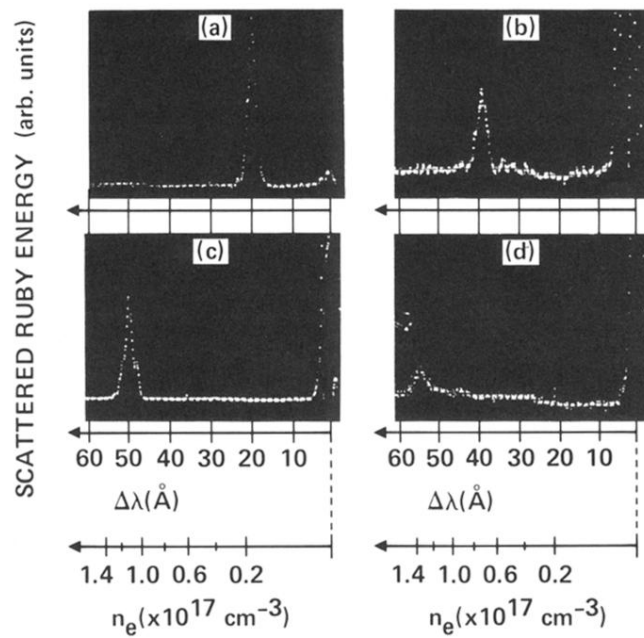 SCATTERED RUBY ENERGY (arb. units)
(a)
(b)
(c)
(d)
60 50 40 30 20 10
60 50 40 30 20 10
Δλ(Å)
Δλ(Å)
1.4 1.0 0.6 0.2
1.4 1.0 0.6 0.2
nₑ(x10¹⁷ cm⁻³)
nₑ(x10¹⁷ cm⁻³)